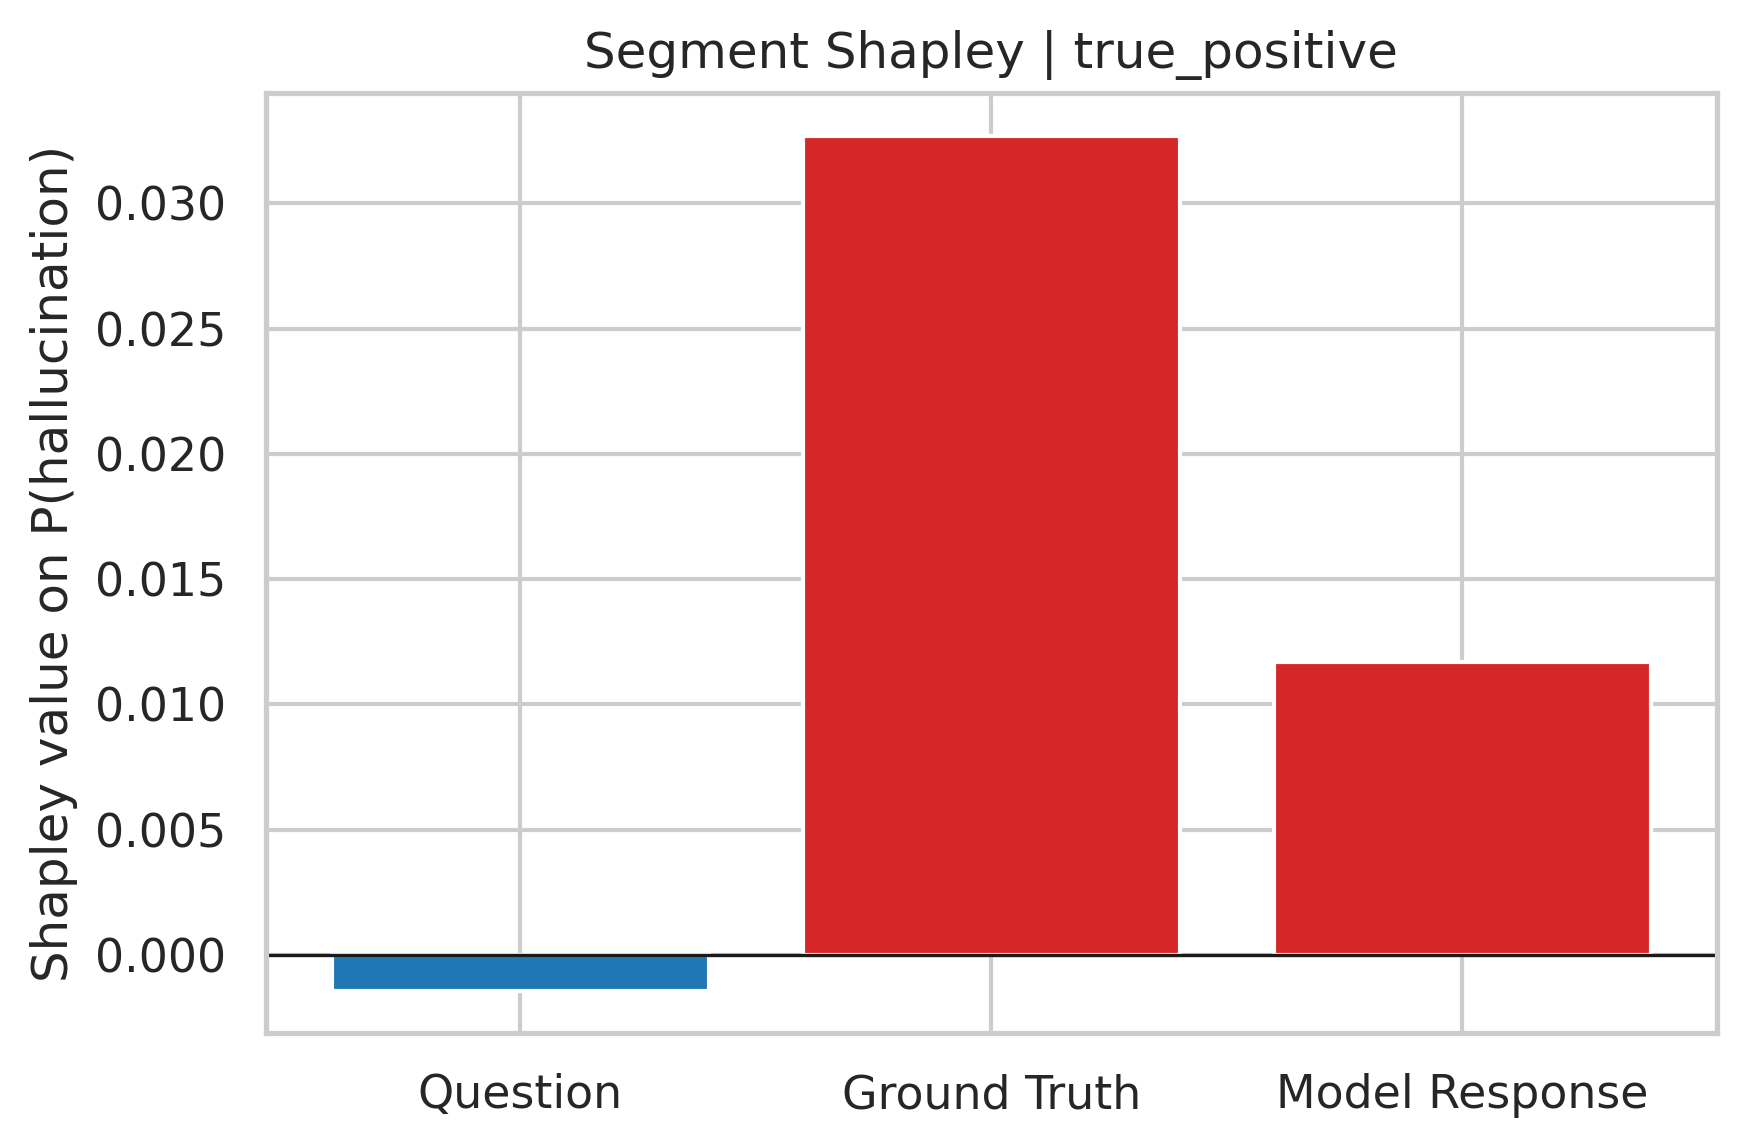 Segment Shapley | true_positive
Shapley value on P(hallucination)
0.030
0.025
0.020
0.015
0.010
0.005
0.000
Question
Ground Truth
Model Response